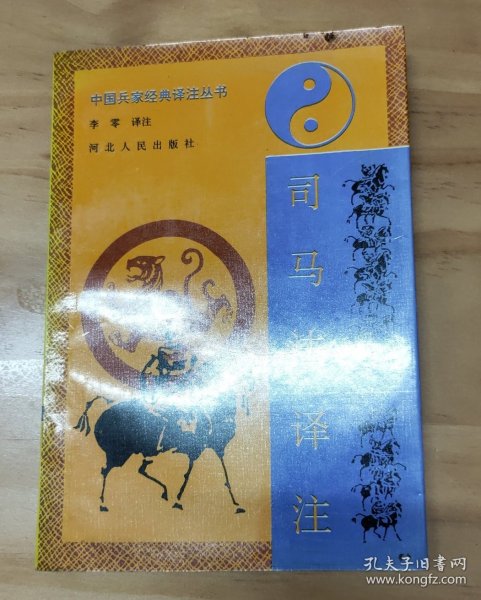 中国兵家经典译注丛书
李零 译注
河北人民出版社
司马法译注
孔夫子旧书网
www.kongfz.com